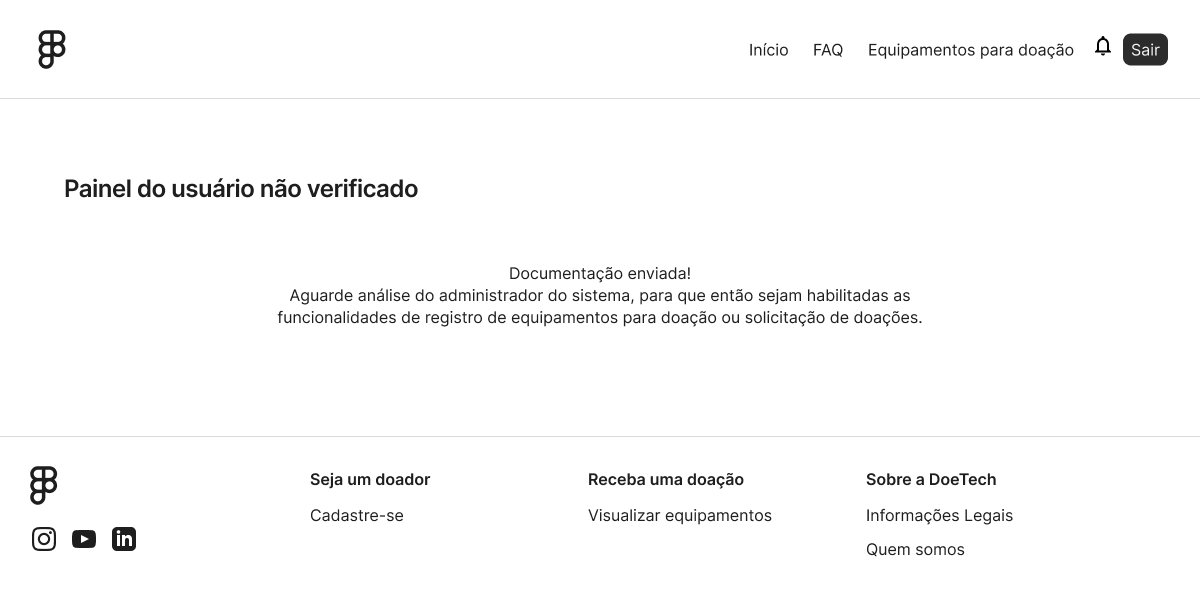 Início FAQ Equipamentos para doação Sair
Painel do usuário não verificado
Documentação enviada!
Aguarde análise do administrador do sistema, para que então sejam habilitadas as
funcionalidades de registro de equipamentos para doação ou solicitação de doações.
Seja um doador
Cadastre-se
Receba uma doação
Visualizar equipamentos
Sobre a DoeTech
Informações Legais
Quem somos
in